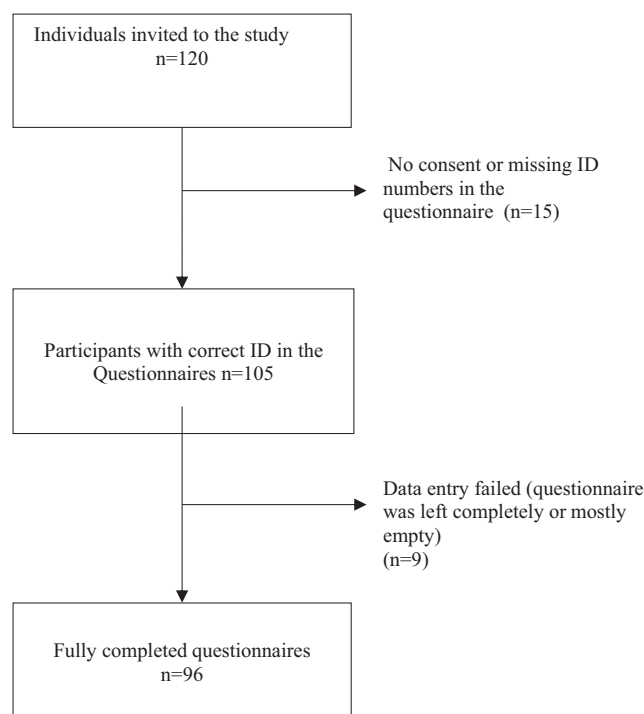 Individuals invited to the study
n=120
No consent or missing ID
numbers in the
questionnaire (n=15)
Participants with correct ID in the
Questionnaires n=105
Data entry failed (questionnaire
was left completely or mostly
empty)
(n=9)
Fully completed questionnaires
n=96